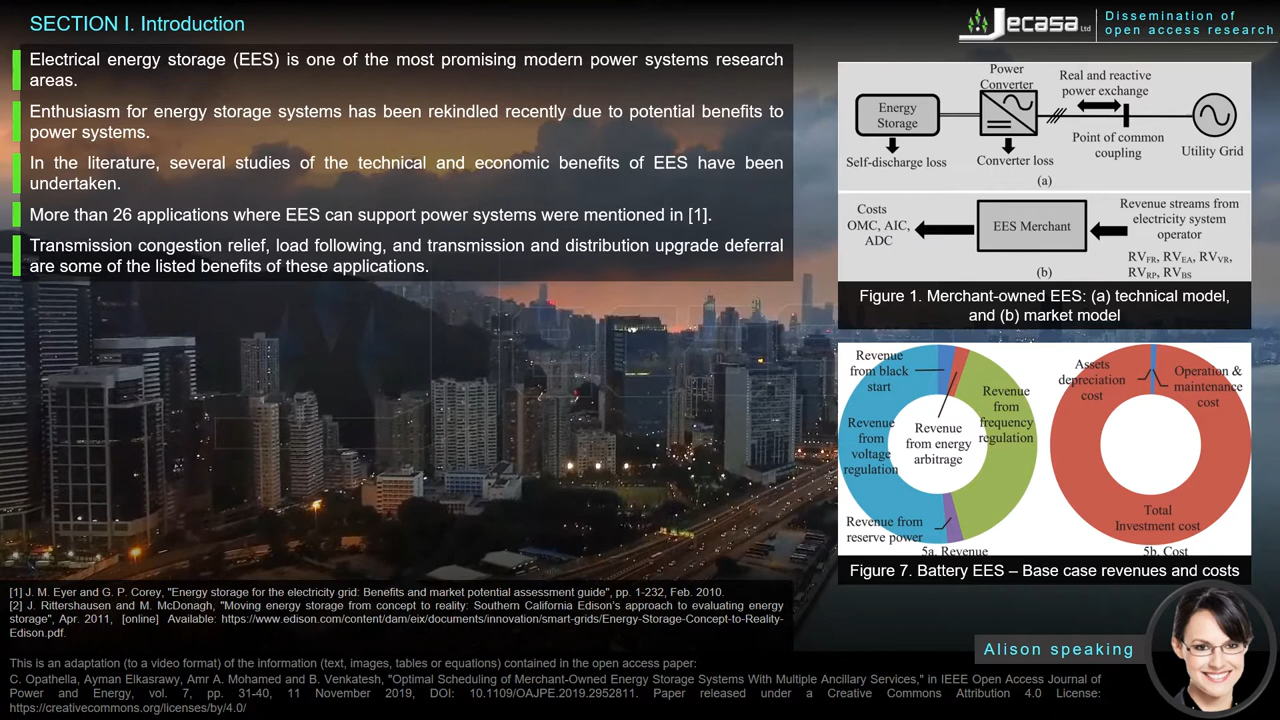 SECTION I. Introduction
Jecasa Ltd
Dissemination of
open access research
Electrical energy storage (EES) is one of the most promising modern power systems research
areas.
Enthusiasm for energy storage systems has been rekindled recently due to potential benefits to
power systems.
In the literature, several studies of the technical and economic benefits of EES have been
undertaken.
More than 26 applications where EES can support power systems were mentioned in [1].
Transmission congestion relief, load following, and transmission and distribution upgrade deferral
are some of the listed benefits of these applications.
Energy
Storage
Self-discharge loss
Power
Converter
Converter loss
Real and reactive
power exchange
Point of common
coupling
Utility Grid
(a)
Costs
OMC, AIC,
ADC
EES Merchant
Revenue streams from
electricity system
operator
RVFR, RVEA, RVVR,
RVRP, RVBS
(b)
Figure 1. Merchant-owned EES: (a) technical model,
and (b) market model
Revenue
from black
start
Revenue
from voltage
regulation
Revenue
from energy
arbitrage
Revenue
from
frequency
regulation
Revenue from
reserve power
5a. Revenue
Assets
depreciation
cost
Operation &
maintenance
cost
Total
Investment cost
5b. Cost
Figure 7. Battery EES – Base case revenues and costs
[1] J. M. Eyer and G. P. Corey, "Energy storage for the electricity grid: Benefits and market potential assessment guide", pp. 1-232, Feb. 2010.
[2] J. Rittershausen and M. McDonagh, "Moving energy storage from concept to reality: Southern California Edison's approach to evaluating energy
storage", Apr. 2011, [online] Available: https://www.edison.com/content/dam/eix/documents/innovation/smart-grids/Energy-Storage-Concept-to-Reality-
Edison.pdf.
Alison speaking
This is an adaptation (to a video format) of the information (text, images, tables or equations) contained in the open access paper:
C. Opathella, Ayman Elkasrawy, Amr A. Mohamed and B. Venkatesh, "Optimal Scheduling of Merchant-Owned Energy Storage Systems With Multiple Ancillary Services," in IEEE Open Access Journal of
Power and Energy, vol. 7, pp. 31-40, 11 November 2019, DOI: 10.1109/OAJPE.2019.2952811. Paper released under a Creative Commons Attribution 4.0 License:
https://creativecommons.org/licenses/by/4.0/